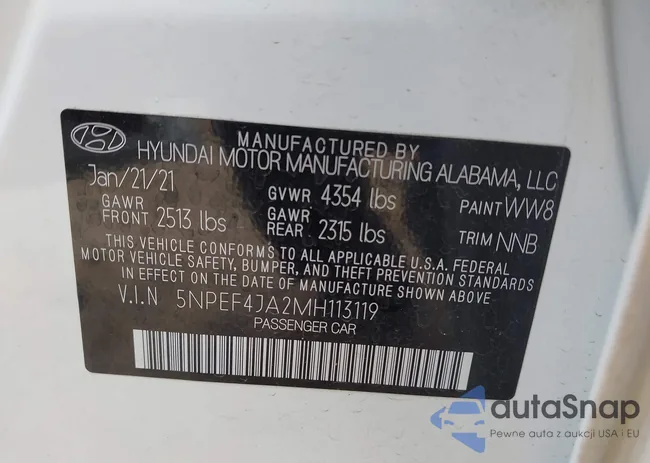 MANUFACTURED BY
HYUNDAI MOTOR MANUFACTURING ALABAMA, LLC
Jan/21/21 GVWR 4354 lbs PAINT WW8
GAWR FRONT 2513 lbs GAWR REAR 2315 lbs TRIM NNB
THIS VEHICLE CONFORMS TO ALL APPLICABLE U.S.A. FEDERAL
MOTOR VEHICLE SAFETY, BUMPER, AND THEFT PREVENTION STANDARDS
IN EFFECT ON THE DATE OF MANUFACTURE SHOWN ABOVE.
V.I.N 5NPEF4JA2MH113119
PASSENGER CAR
autaSnap
Pewne auta z aukcji USA i EU